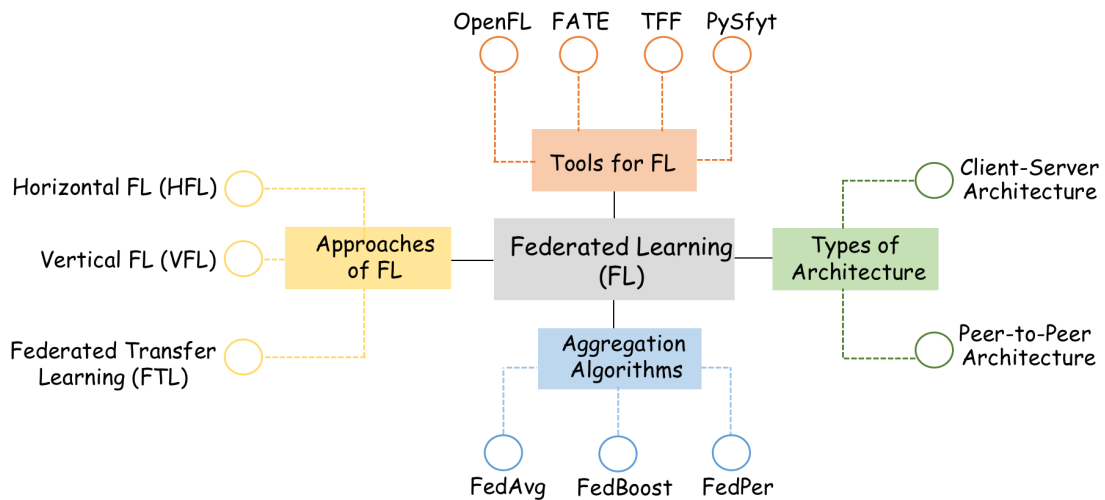 OpenFL
FATE
TFF
PySfyt
Tools for FL
Horizontal FL (HFL)
Vertical FL (VFL)
Federated Transfer
Learning (FTL)
Approaches
of FL
Federated Learning
(FL)
Types of
Architecture
Client-Server
Architecture
Peer-to-Peer
Architecture
Aggregation
Algorithms
FedAvg
FedBoost
FedPer